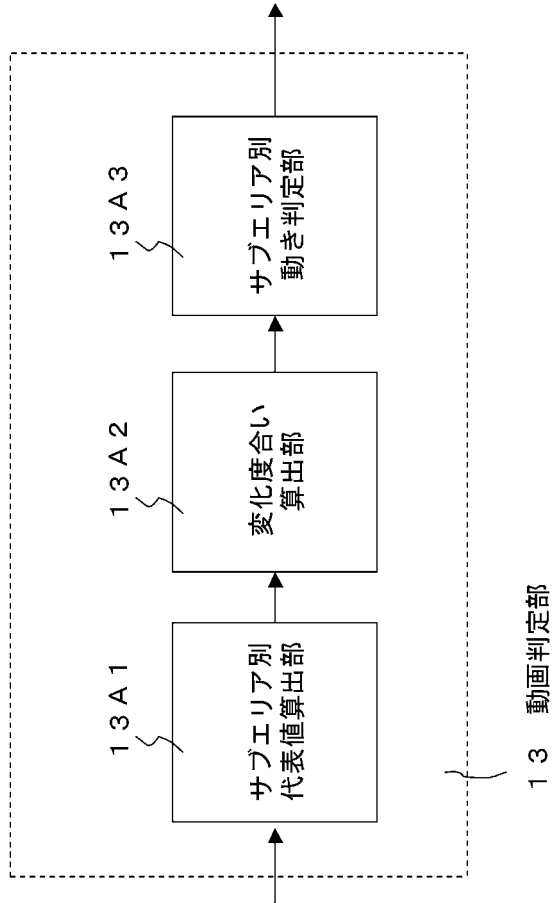 １３Ａ１
サブエリア別
代表値算出部
１３Ａ２
変化度合い
算出部
１３Ａ３
サブエリア別
動き判定部
１３ 動画判定部